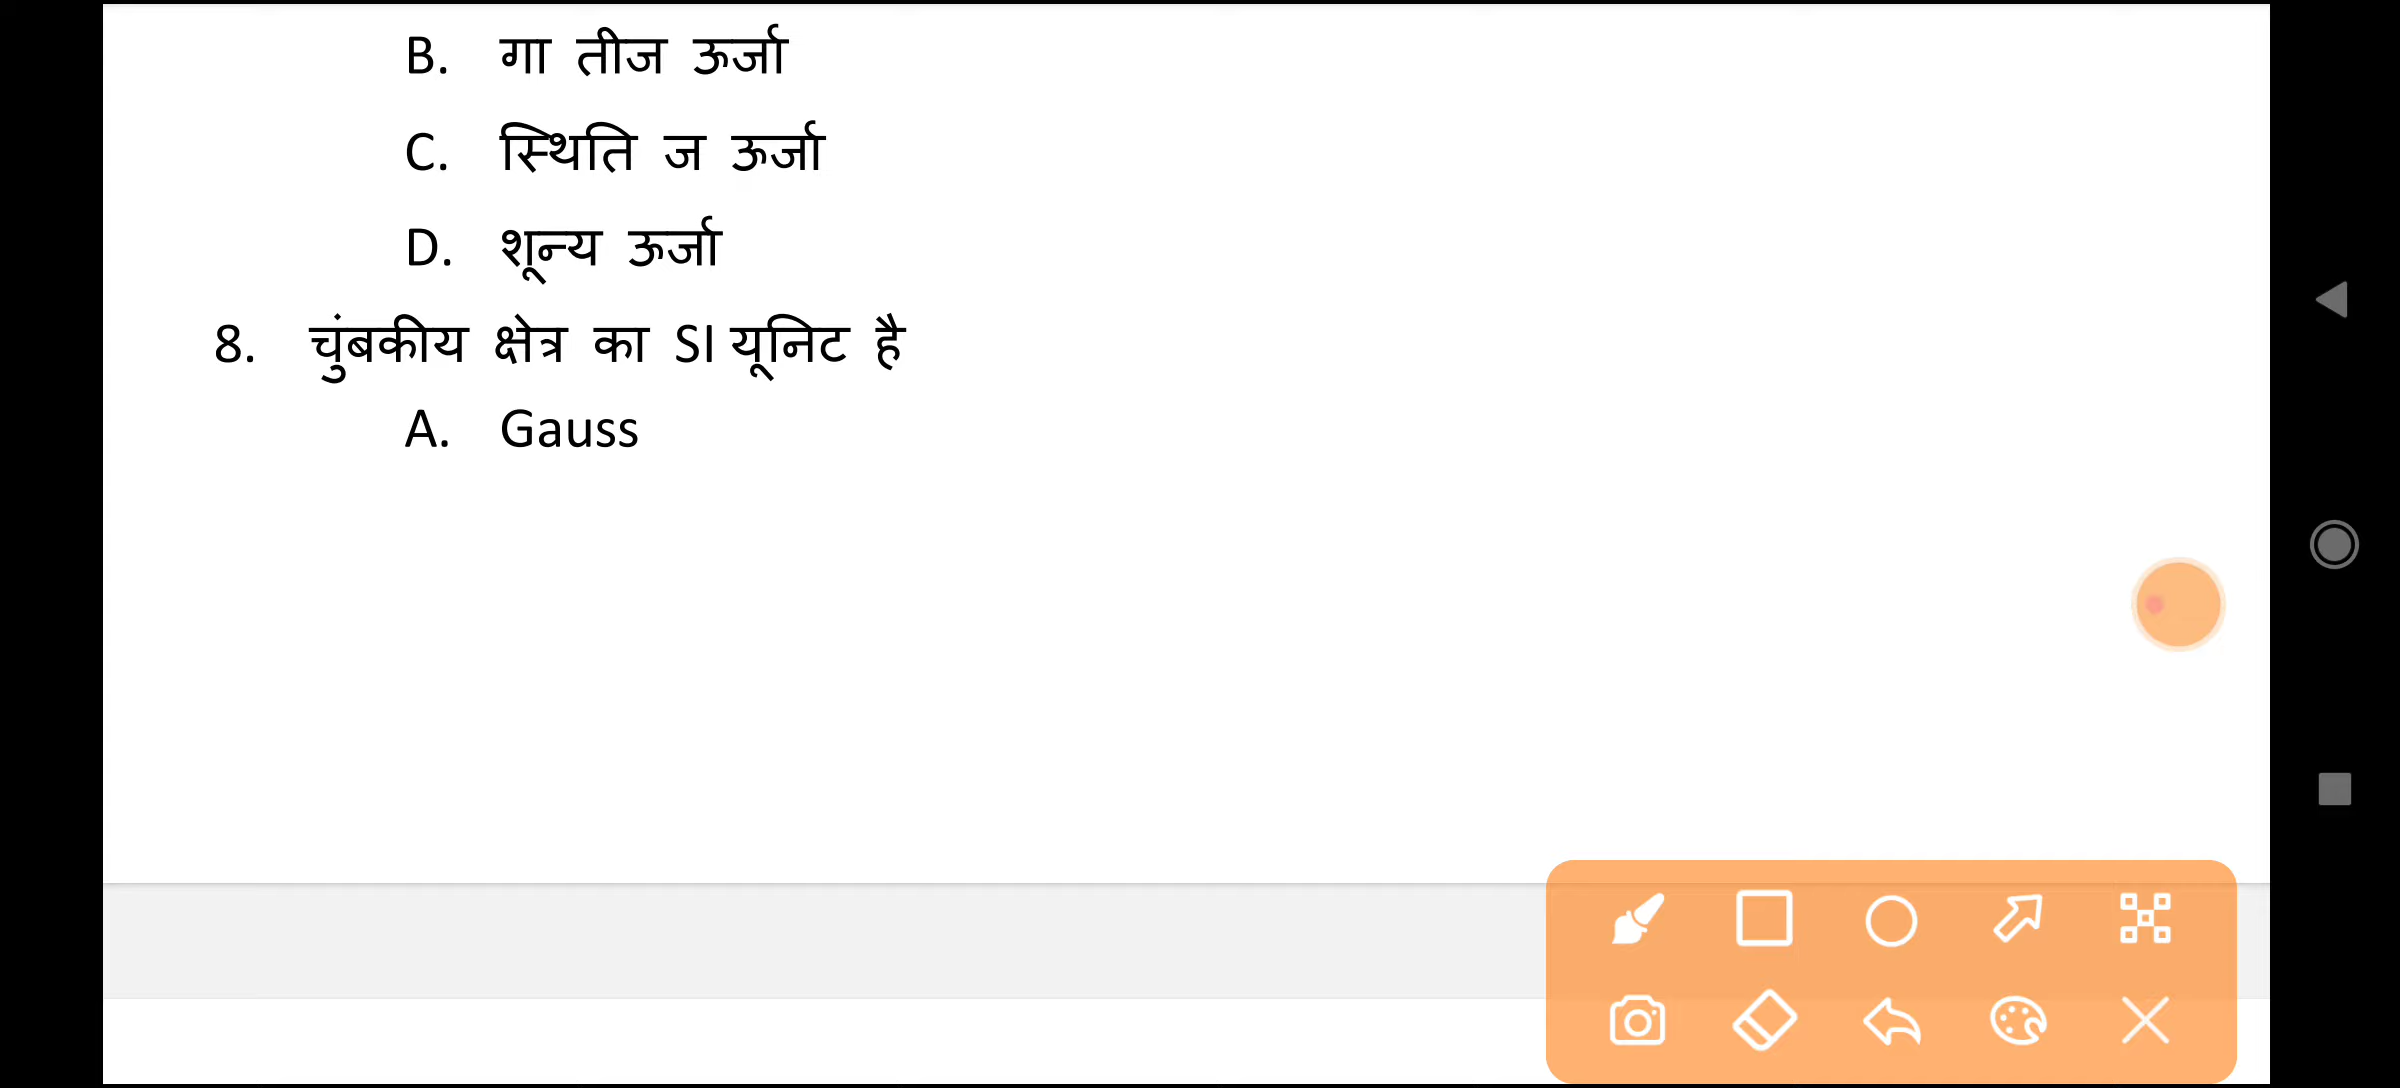 B. गा तीज ऊर्जा
C. स्थिति ज ऊर्जा
D. शून्य ऊर्जा
8. चुंबकीय क्षेत्र का SI यूनिट है
A. Gauss